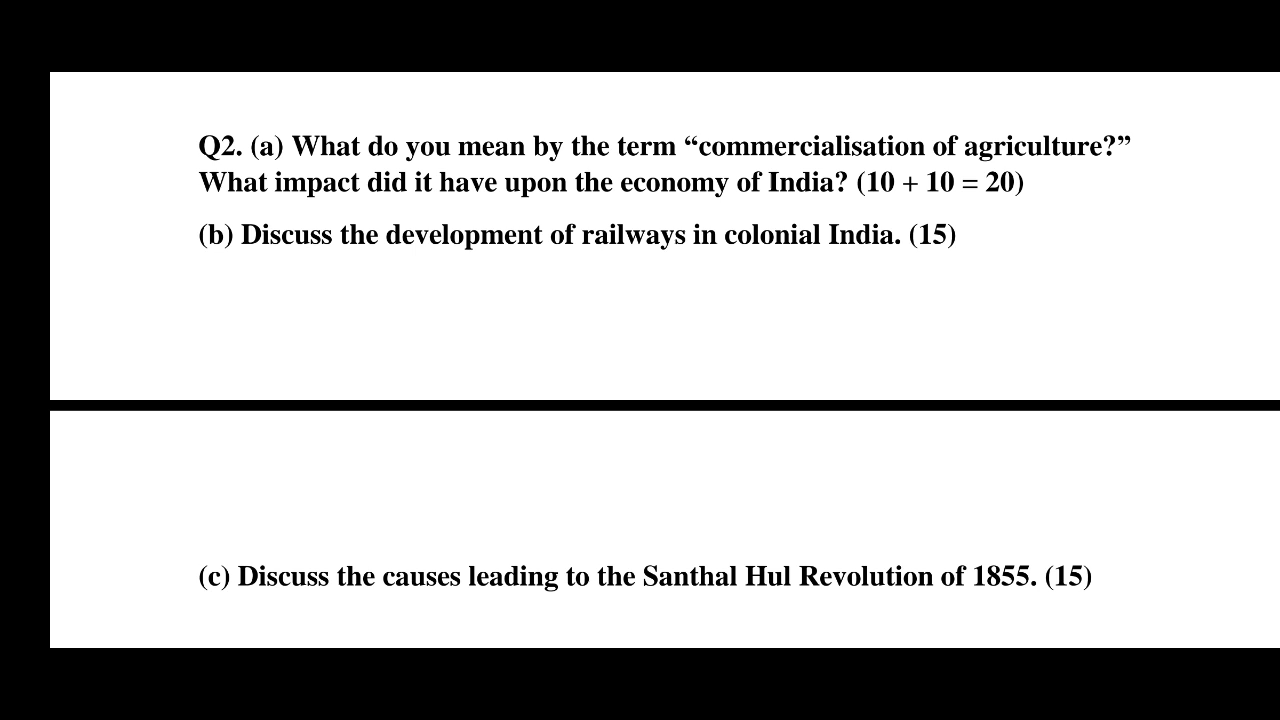 Q2. (a) What do you mean by the term “commercialisation of agriculture?”
What impact did it have upon the economy of India? (10 + 10 = 20)
(b) Discuss the development of railways in colonial India. (15)
(c) Discuss the causes leading to the Santhal Hul Revolution of 1855. (15)